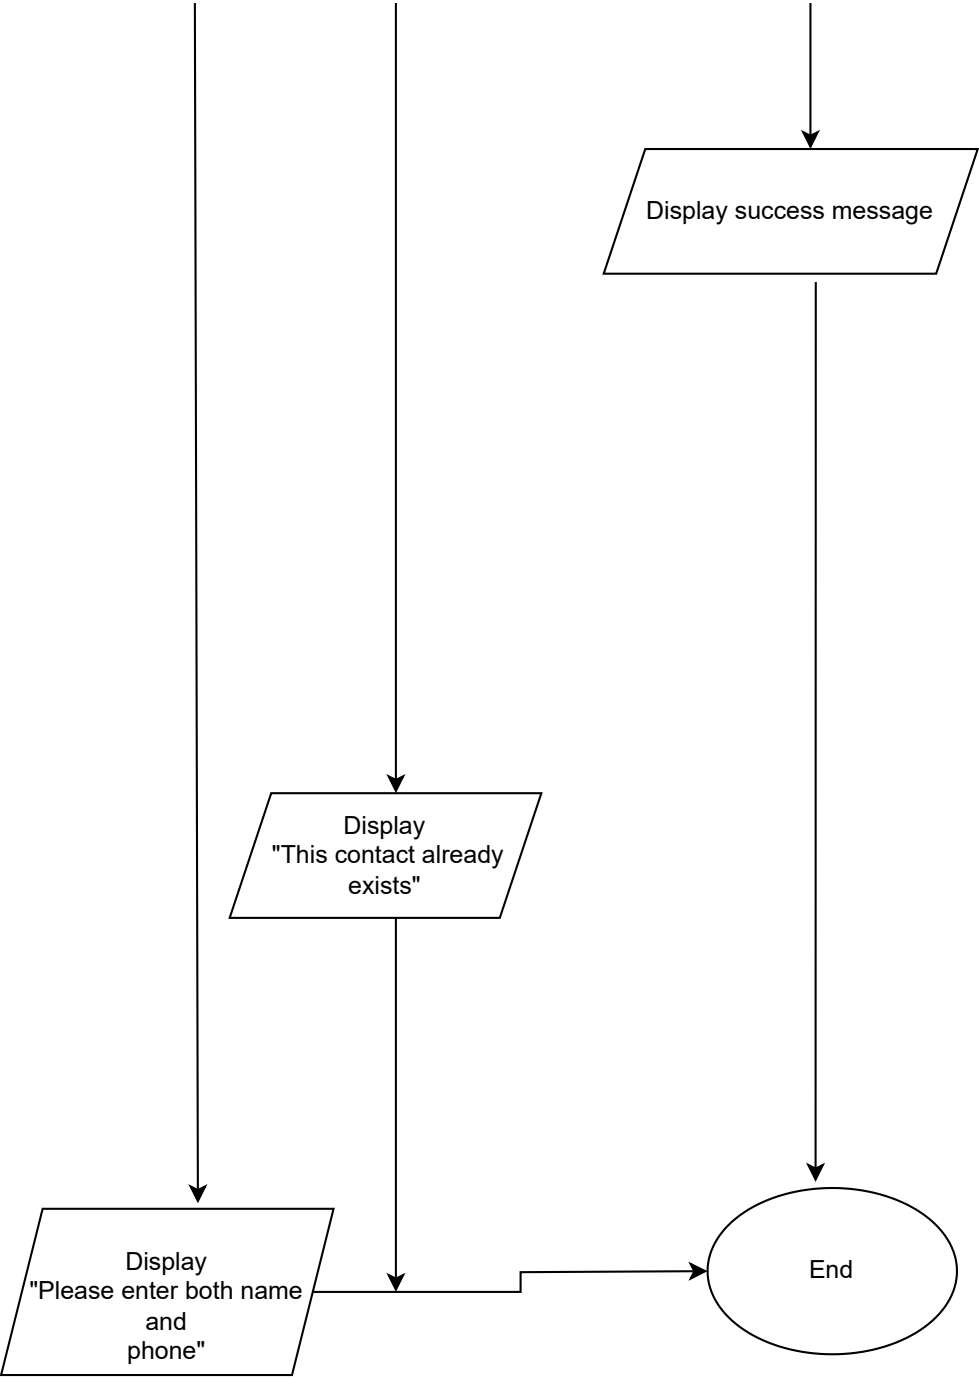 Display success message
Display
"This contact already
exists"
Display
"Please enter both name
and
phone"
End